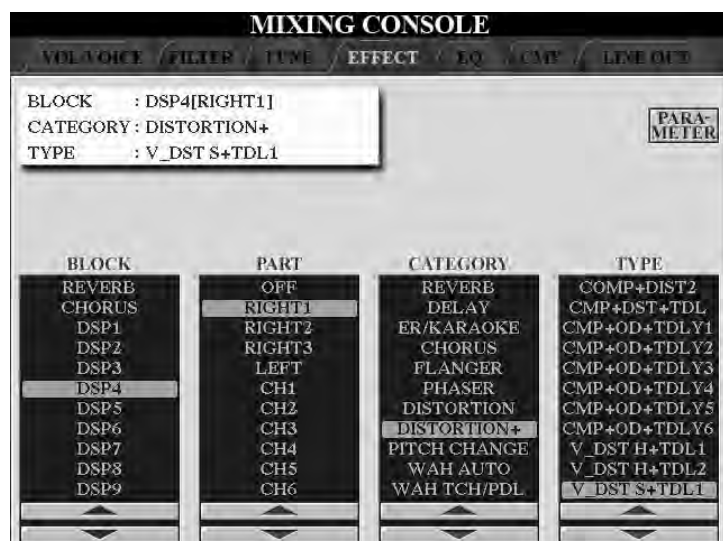 MIXING CONSOLE
VOL/VOICE FILTER TUNE EFFECT EQ CMP LINE OUT
BLOCK : DSP4[RIGHT1]
CATEGORY : DISTORTION+
TYPE : V_DST S+TDL1
PARA-
METER
BLOCK PART CATEGORY TYPE
REVERB OFF REVERB COMP+DIST2
CHORUS RIGHT1 DELAY CMP+DST+TDL
DSP1 RIGHT2 ER/KARAOKE CMP+OD+TDLY1
DSP2 RIGHT3 CHORUS CMP+OD+TDLY2
DSP3 LEFT FLANGER CMP+OD+TDLY3
DSP4 CH1 PHASER CMP+OD+TDLY4
DSP5 CH2 DISTORTION CMP+OD+TDLY5
DSP6 CH3 DISTORTION+ CMP+OD+TDLY6
DSP7 CH4 PITCH CHANGE V_DST H+TDL1
DSP8 CH5 WAH AUTO V_DST H+TDL2
DSP9 CH6 WAH TCH/PDL V_DST S+TDL1